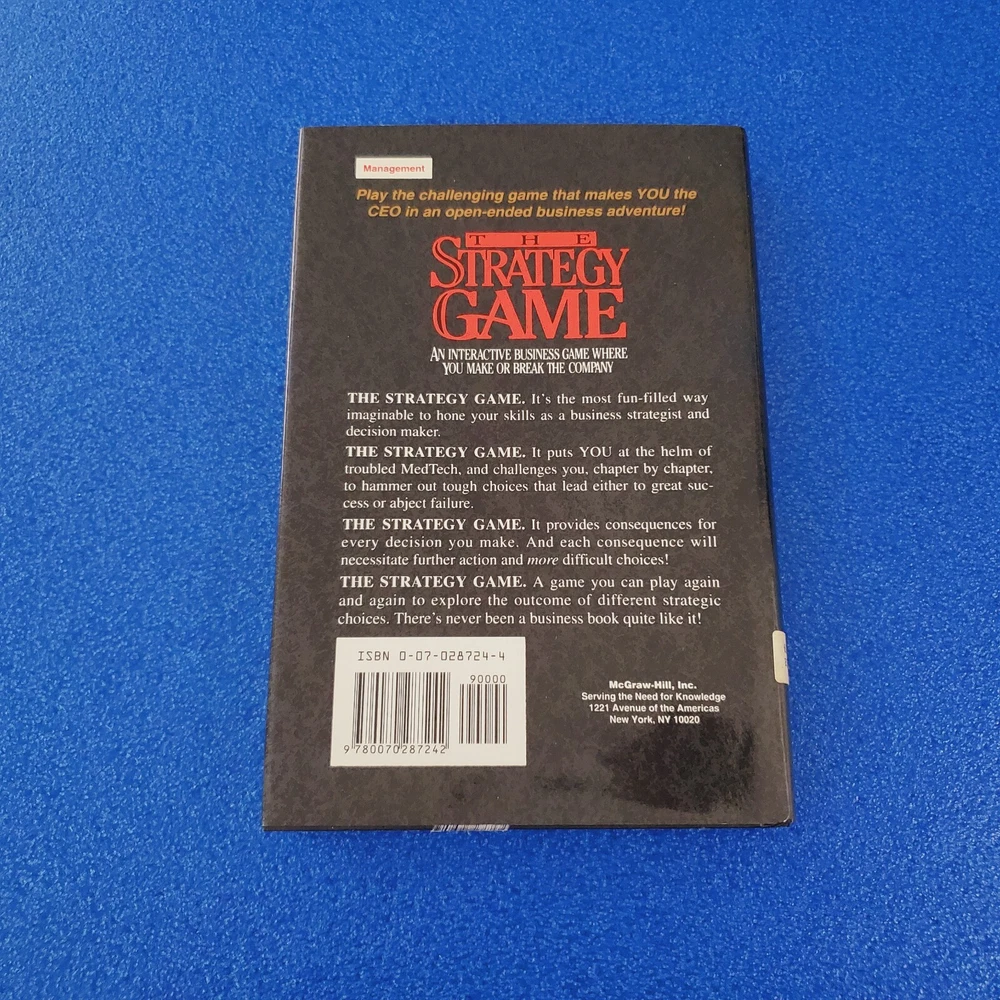 Management
Play the challenging game that makes YOU the
CEO in an open-ended business adventure!
THE
STRATEGY
GAME
AN INTERACTIVE BUSINESS GAME WHERE
YOU MAKE OR BREAK THE COMPANY
THE STRATEGY GAME. It's the most fun-filled way
imaginable to hone your skills as a business strategist and
decision maker.
THE STRATEGY GAME. It puts YOU at the helm of
troubled MedTech, and challenges you, chapter by chapter,
to hammer out tough choices that lead either to great suc-
cess or abject failure.
THE STRATEGY GAME. It provides consequences for
every decision you make. And each consequence will
necessitate further action and more difficult choices!
THE STRATEGY GAME. A game you can play again
and again to explore the outcome of different strategic
choices. There's never been a business book quite like it!
ISBN 0-07-028724-4
90000
9 780070 287242
McGraw-Hill, Inc.
Serving the Need for Knowledge
1221 Avenue of the Americas
New York, NY 10020